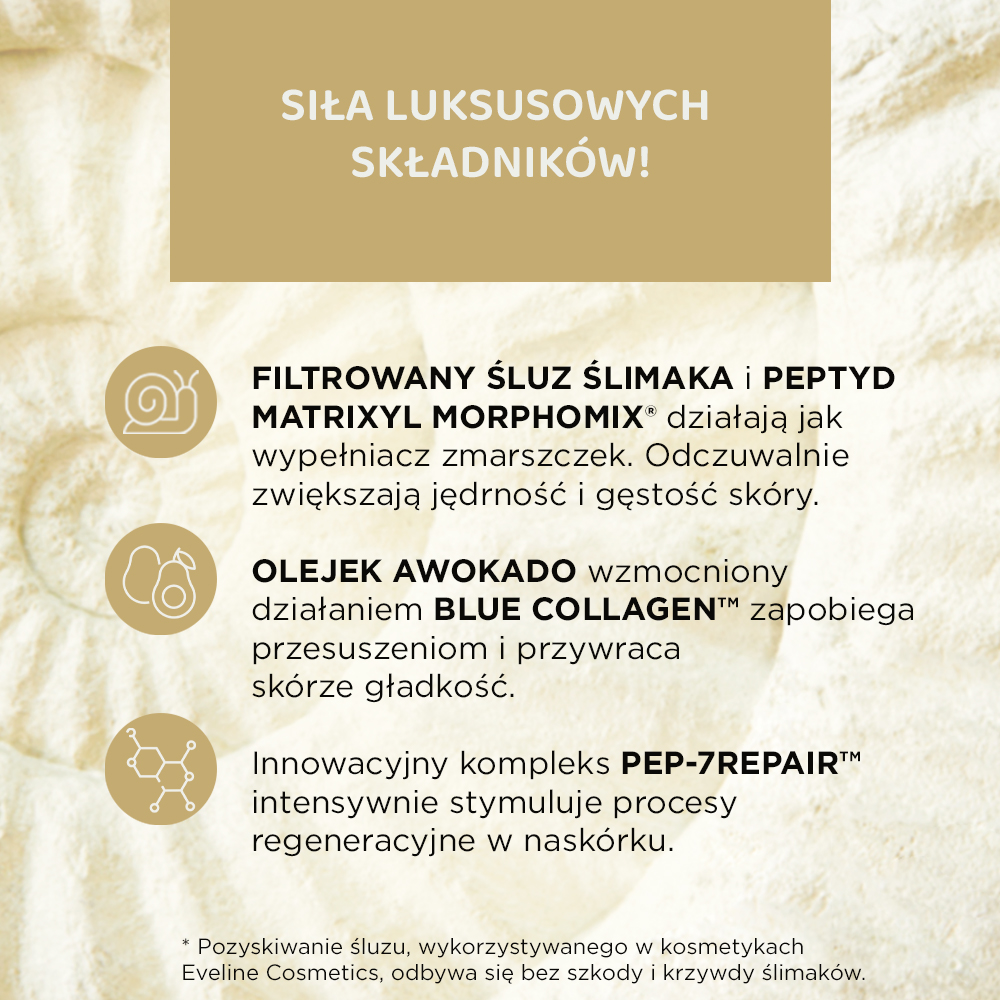 SIŁA LUKSUSOWYCH
SKŁADNIKÓW!
FILTROWANY ŚLUZ ŚLIMAKA i PEPTYD
MATRIXYL MORPHOMIX® działają jak
wypełniacz zmarszczek. Odczuwalnie
zwiększają jędrność i gęstość skóry.
OLEJEK AWOKADO wzmocniony
działaniem BLUE COLLAGEN™ zapobiega
przesuszeniom i przywraca
skórze gładkość.
Innowacyjny kompleks PEP-7REPAIR™
intensywnie stymuluje procesy
regeneracyjne w naskórku.
* Pozyskiwanie śluzu, wykorzystywanego w kosmetykach
Eveline Cosmetics, odbywa się bez szkody i krzywdy ślimaków.